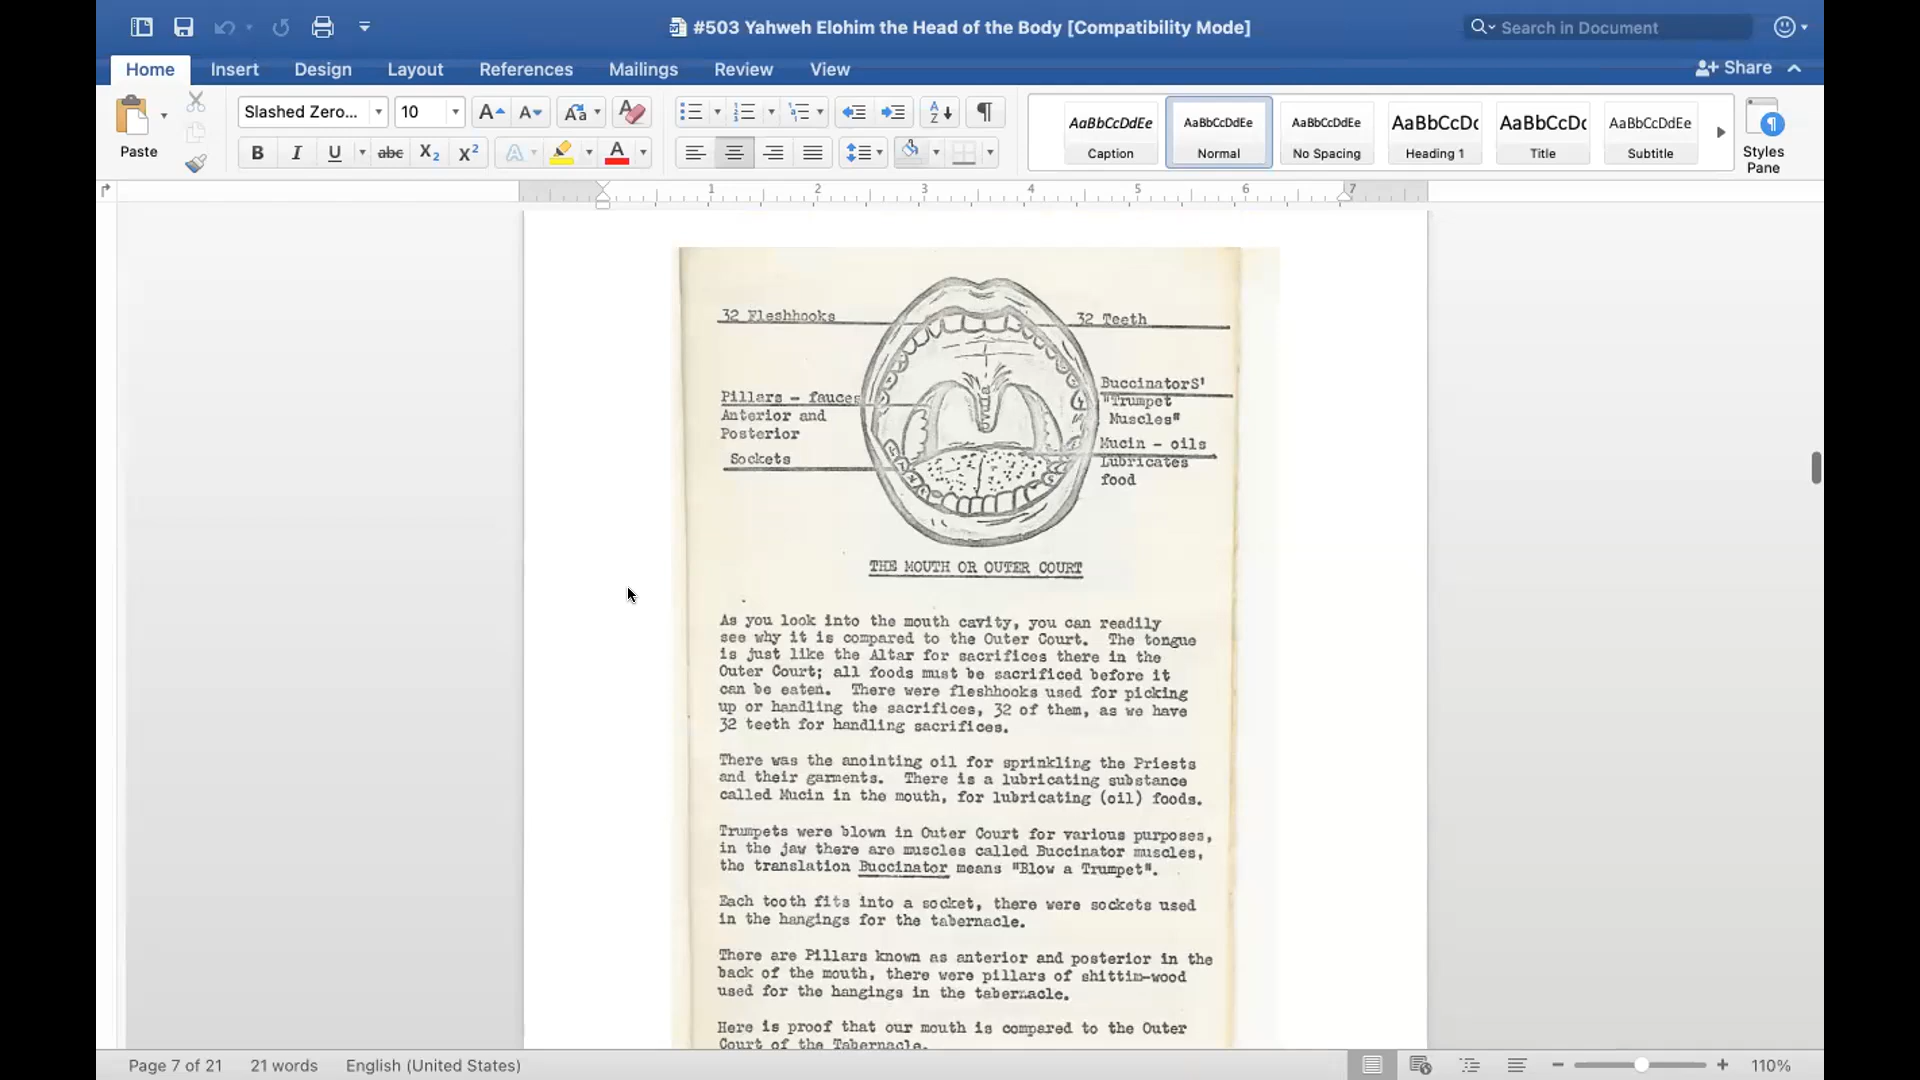 #503 Yahweh Elohim the Head of the Body [Compatibility Mode]
Search in Document
Home Insert Design Layout References Mailings Review View
Share
Paste
Slashed Zero... 10
AaBbCcDdEe AaBbCcDdEe AaBbCcDdEe AaBbCcDc AaBbCcDc AaBbCcDdEe
Caption Normal No Spacing Heading 1 Title Subtitle
Styles
Pane
1 2 3 4 5 6 7
32 Fleshhooks
32 Teeth
Pillars - fauces
Anterior and
Posterior
Sockets
BuccinatorS'
"Trumpet
Muscles"
Mucin - oils
Lubricates
food
THE MOUTH OR OUTER COURT
As you look into the mouth cavity, you can readily
see why it is compared to the Outer Court. The tongue
is just like the Altar for sacrifices there in the
Outer Court; all foods must be sacrificed before it
can be eaten. There were fleshhooks used for picking
up or handling the sacrifices, 32 of them, as we have
32 teeth for handling sacrifices.
There was the anointing oil for sprinkling the Priests
and their garments. There is a lubricating substance
called Mucin in the mouth, for lubricating (oil) foods.
Trumpets were blown in Outer Court for various purposes,
in the jaw there are muscles called Buccinator muscles,
the translation Buccinator means "Blow a Trumpet".
Each tooth fits into a socket, there were sockets used
in the hangings for the tabernacle.
There are Pillars known as anterior and posterior in the
back of the mouth, there were pillars of shittim-wood
used for the hangings in the tabernacle.
Here is proof that our mouth is compared to the Outer
Court of the Tabernacle.
Page 7 of 21 21 words English (United States)
110%